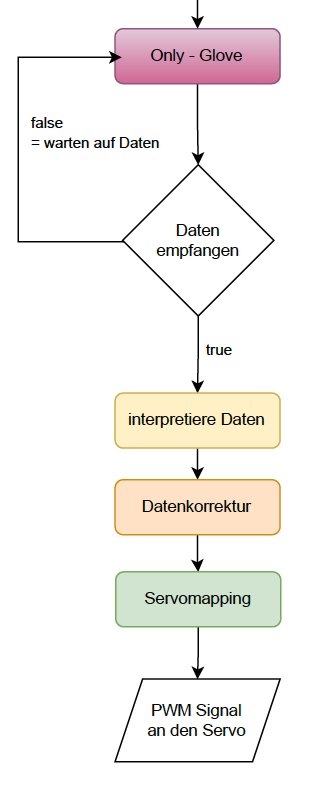 Only - Glove
false
= warten auf Daten
Daten
empfangen
true
interpretiere Daten
Datenkorrektur
Servomapping
PWM Signal
an den Servo